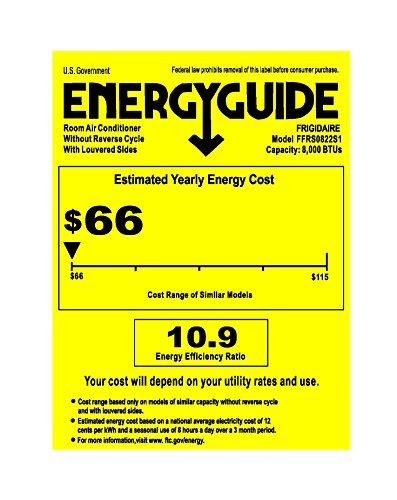 U.S. Government Federal law prohibits removal of this label before consumer purchase.
ENERGYGUIDE
Room Air Conditioner FRIGIDAIRE
Without Reverse Cycle Model FFRS0822S1
With Louvered Sides Capacity: 8,000 BTUs
Estimated Yearly Energy Cost
$66
$66 $115
Cost Range of Similar Models
10.9
Energy Efficiency Ratio
Your cost will depend on your utility rates and use.
● Cost range based only on models of similar capacity without reverse cycle
and with louvered sides.
● Estimated energy cost based on a national average electricity cost of 12
cents per kWh and a seasonal use of 8 hours a day over a 3 month period.
● For more information,visit www. ftc.gov/energy.